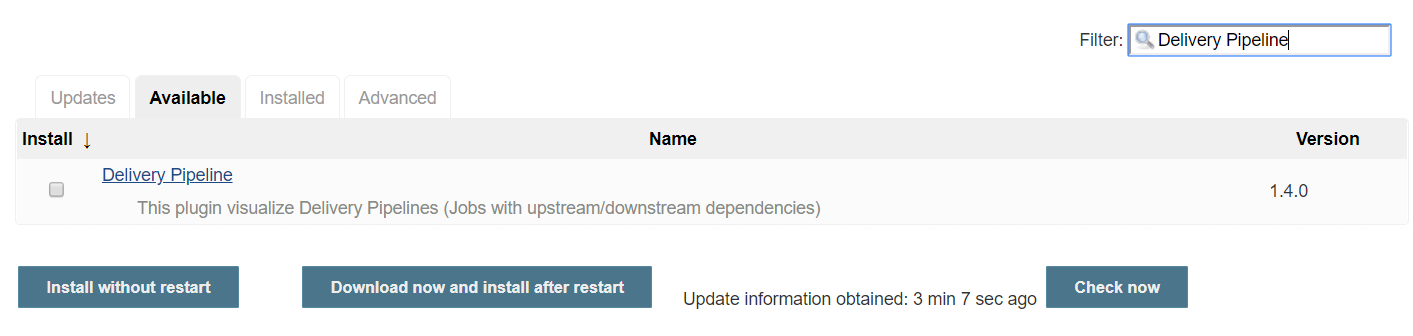 Filter: Delivery Pipeline
Updates Available Installed Advanced
Install ↓ Name Version
Delivery Pipeline
This plugin visualize Delivery Pipelines (Jobs with upstream/downstream dependencies)
1.4.0
Install without restart Download now and install after restart Update information obtained: 3 min 7 sec ago Check now